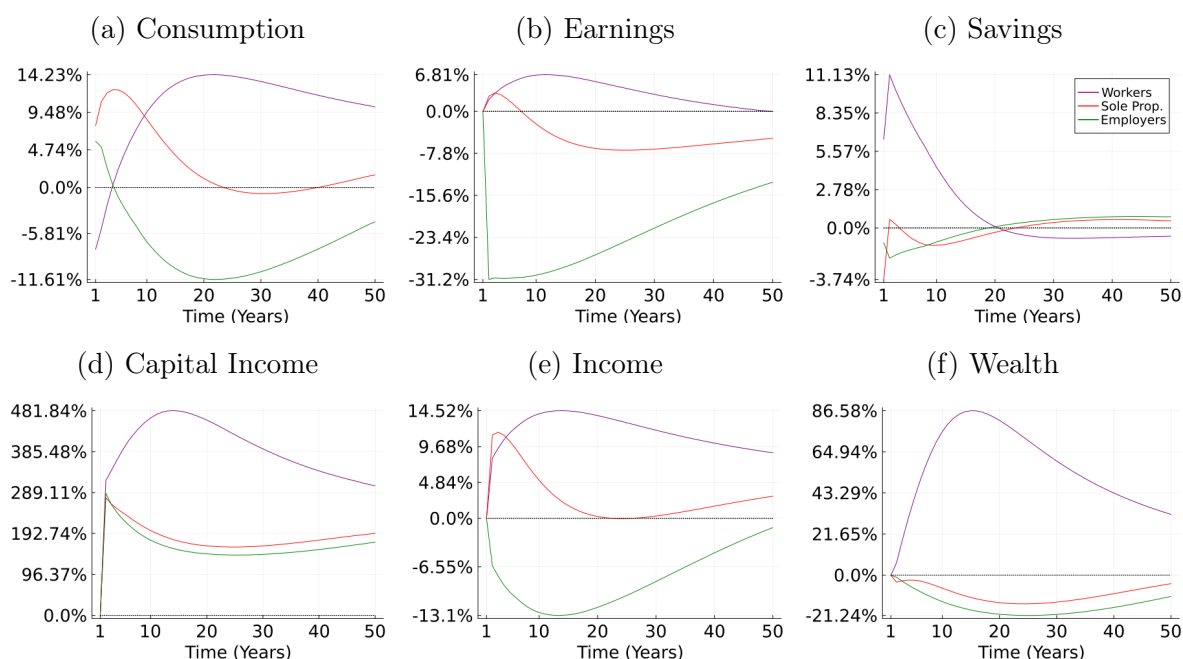 (a) Consumption
(b) Earnings
(c) Savings
14.23%
9.48%
4.74%
0.0%
-5.81%
-11.61%
1 10 20 30 40 50
Time (Years)
6.81%
0.0%
-7.8%
-15.6%
-23.4%
-31.2%
1 10 20 30 40 50
Time (Years)
11.13%
8.35%
5.57%
2.78%
0.0%
-3.74%
Workers
Sole Prop.
Employers
1 10 20 30 40 50
Time (Years)
(d) Capital Income
(e) Income
(f) Wealth
481.84%
385.48%
289.11%
192.74%
96.37%
0.0%
1 10 20 30 40 50
Time (Years)
14.52%
9.68%
4.84%
0.0%
-6.55%
-13.1%
1 10 20 30 40 50
Time (Years)
86.58%
64.94%
43.29%
21.65%
0.0%
-21.24%
1 10 20 30 40 50
Time (Years)